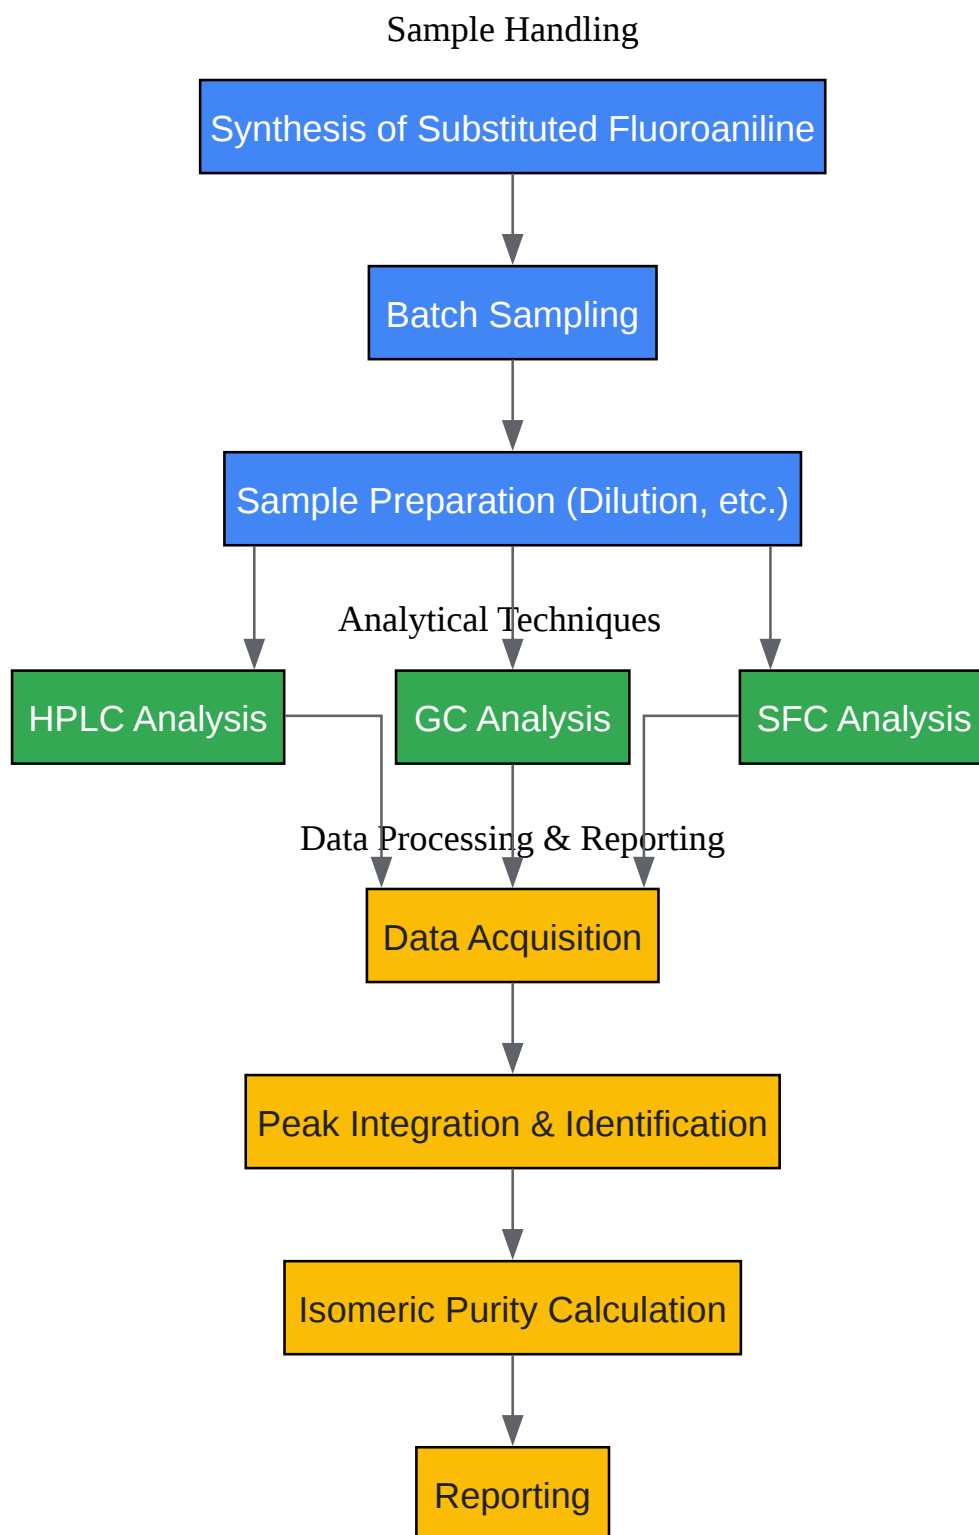 Sample Handling
Synthesis of Substituted Fluoroaniline
Batch Sampling
Sample Preparation (Dilution, etc.)
Analytical Techniques
HPLC Analysis
GC Analysis
SFC Analysis
Data Processing & Reporting
Data Acquisition
Peak Integration & Identification
Isomeric Purity Calculation
Reporting